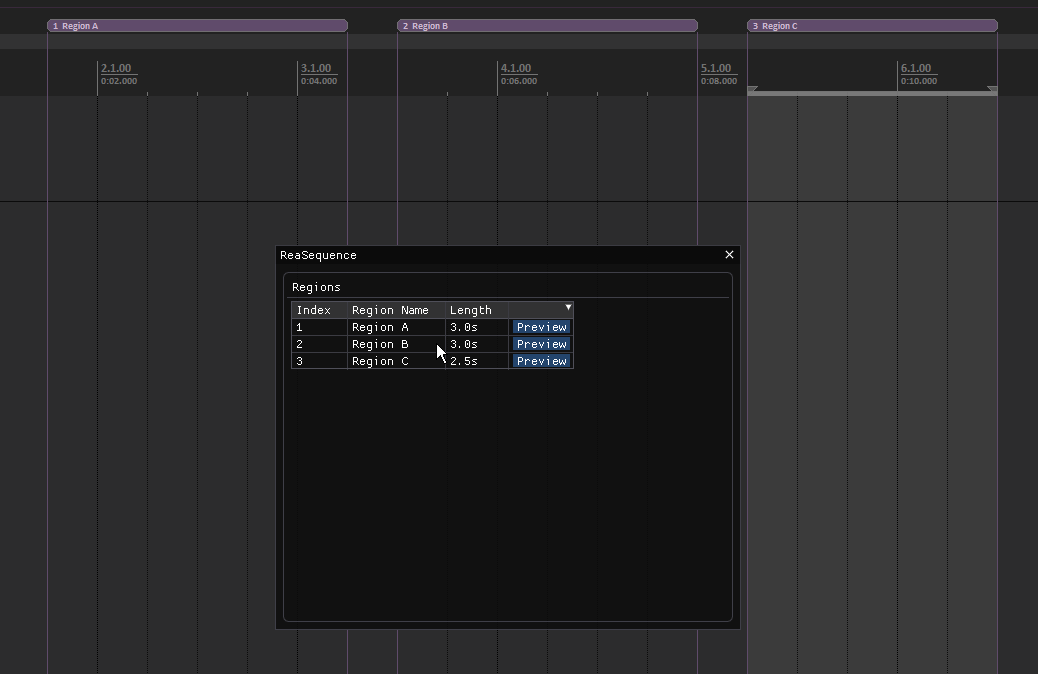 1 Region A 2 Region B 3 Region C
2.1.00 3.1.00 4.1.00 5.1.00 6.1.00
0:02.000 0:04.000 0:06.000 0:08.000 0:10.000
ReaSequence
Regions
Index Region Name Length
1 Region A 3.0s Preview
2 Region B 3.0s Preview
3 Region C 2.5s Preview